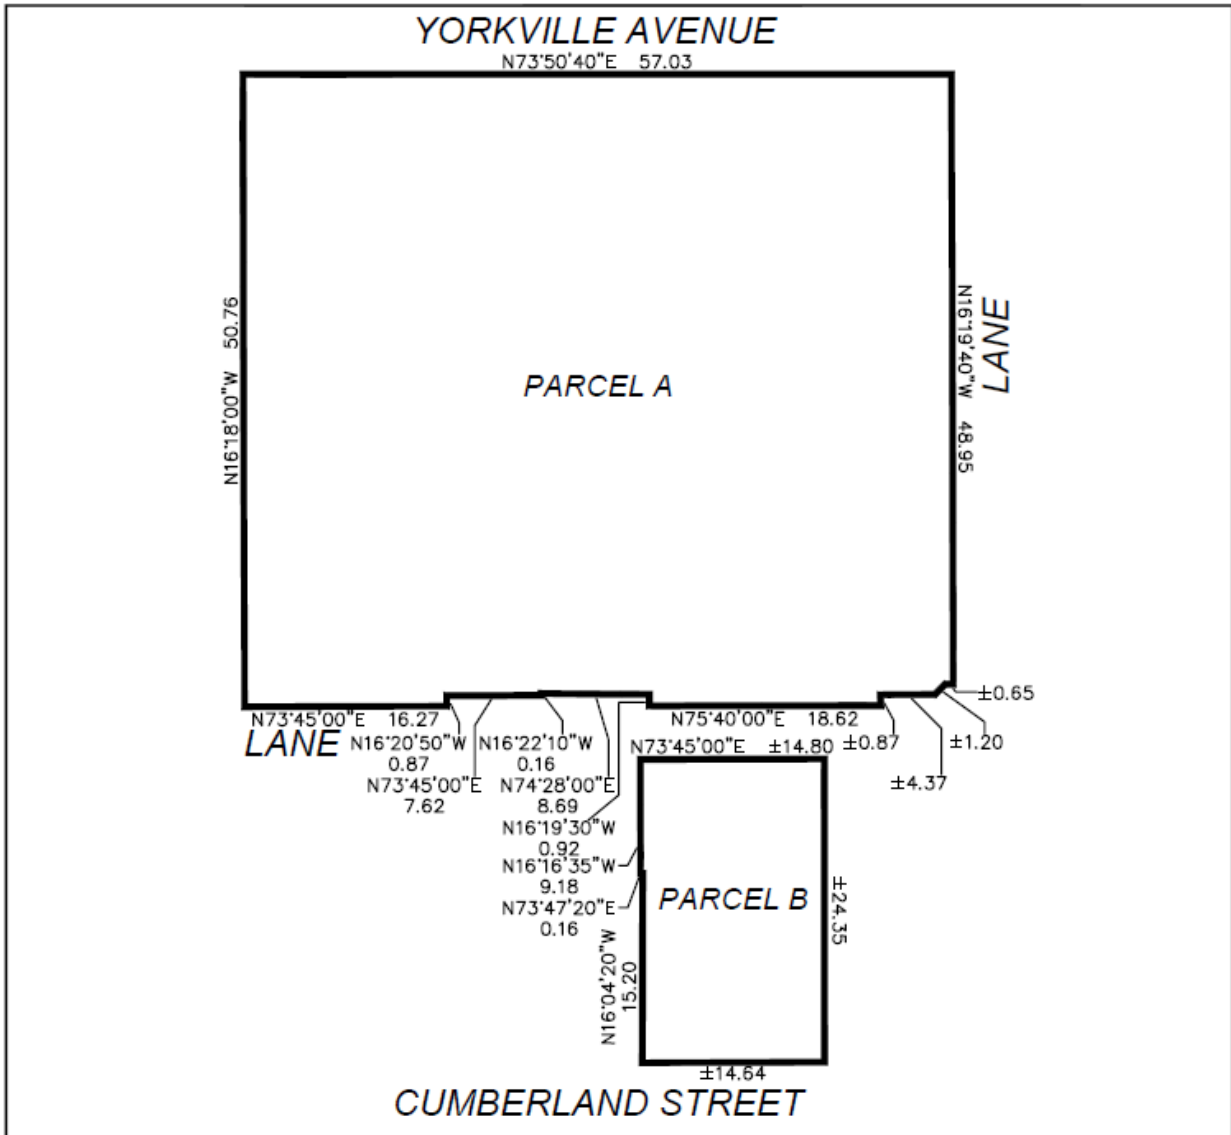 YORKVILLE AVENUE
N73°50'40"E 57.03
N16°18'00"W 50.76
PARCEL A
N16°19'40"W 48.95
LANE
±0.65
±1.20
±4.37
±0.87
N73°45'00"E 16.27
LANE
N16°20'50"W
0.87
N73°45'00"E
7.62
N16°22'10"W
0.16
N74°28'00"E
8.69
N16°19'30"W
0.92
N75°40'00"E 18.62
N73°45'00"E ±14.80
N16°16'35"W
9.18
N73°47'20"E
0.16
N16°04'20"W
15.20
PARCEL B
±24.35
±14.64
CUMBERLAND STREET